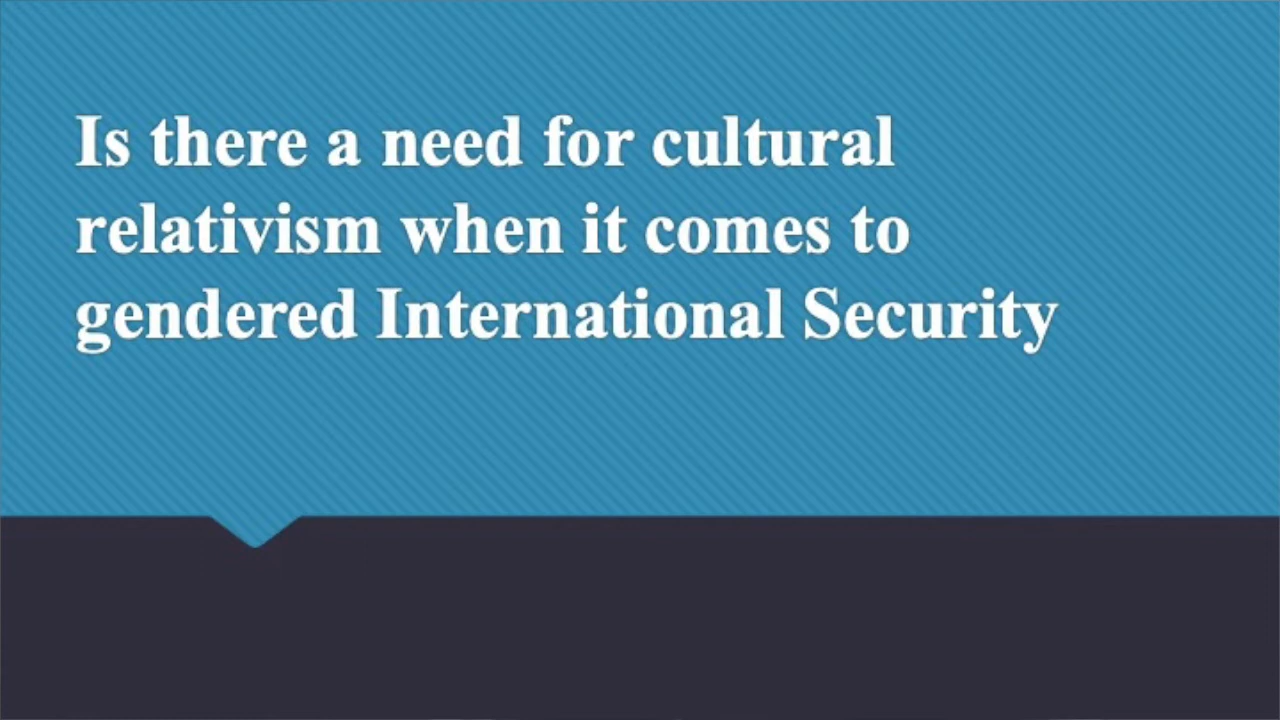 Is there a need for cultural
relativism when it comes to
gendered International Security